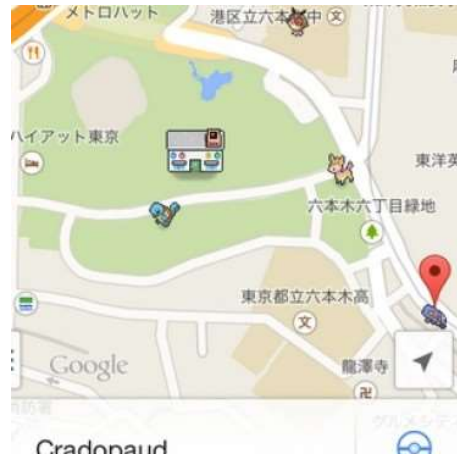 メトロハット
港区立六本木中
ハイアット東京
東洋英
六本木六丁目緑地
東京都立六本木高
文
龍澤寺
Google
Cradopaud